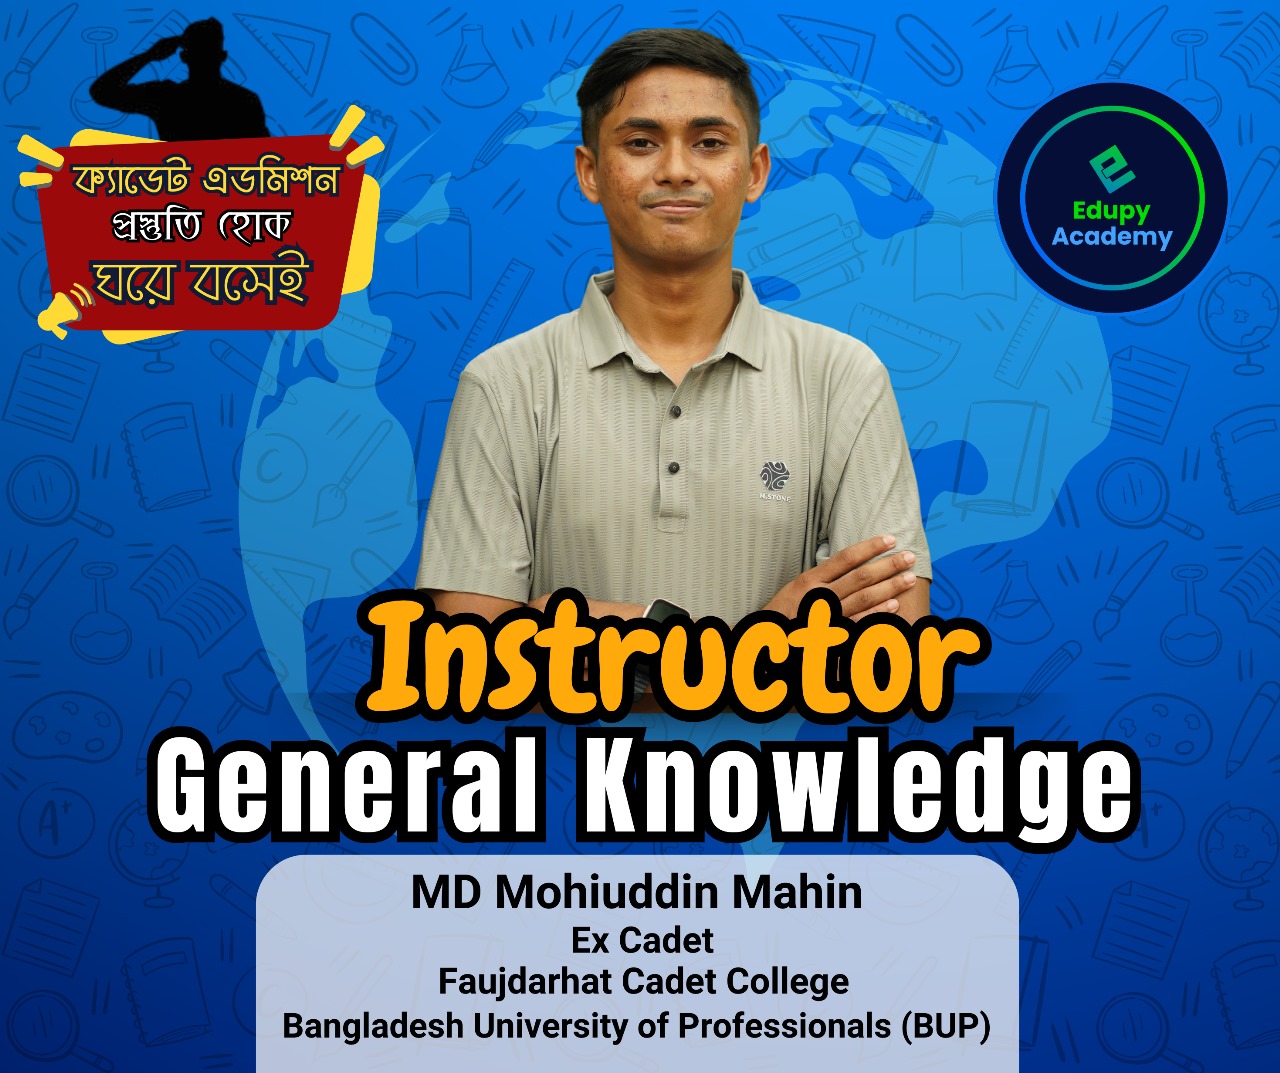 ক্যাডেট এডমিশন
প্রস্তুতি হোক
ঘরে বসেই
Edupy
Academy
M.STONE
Instructor
General Knowledge
MD Mohiuddin Mahin
Ex Cadet
Faujdarhat Cadet College
Bangladesh University of Professionals (BUP)
A+
A+